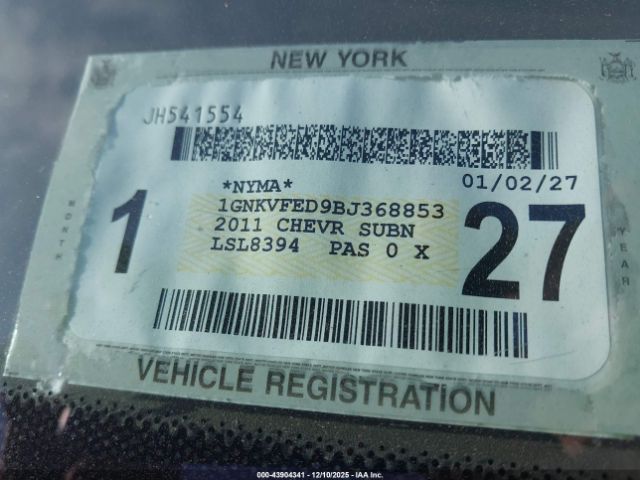 NEW YORK
JH541554
*NYMA* 01/02/27
1GNKVFED9BJ368853
2011 CHEVR SUBN
LSL8394 PAS 0 X
MONTH 1
27 YEAR
VEHICLE REGISTRATION
000-43904341 - 12/10/2025 - IAA Inc.